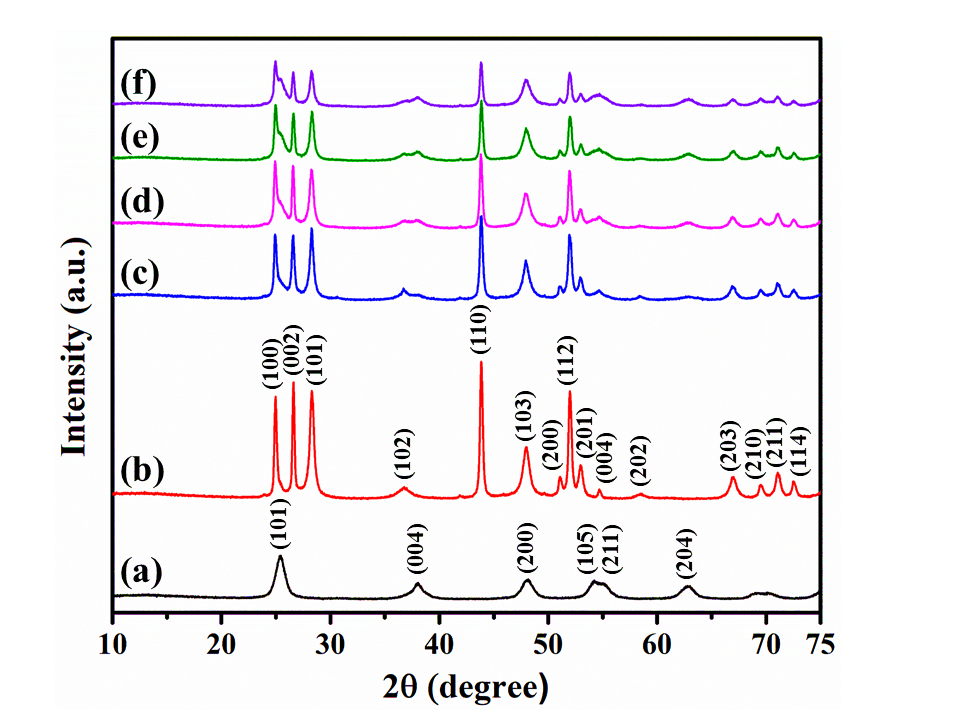 (f)
(e)
(d)
(c)
(110)
(100) (002) (101) (112)
(102) (103) (200) (201) (004) (202) (203) (210) (211) (114)
(b)
(101) (004) (200) (105) (211) (204)
(a)
Intensity (a.u.)
10 20 30 40 50 60 70 75
2θ (degree)